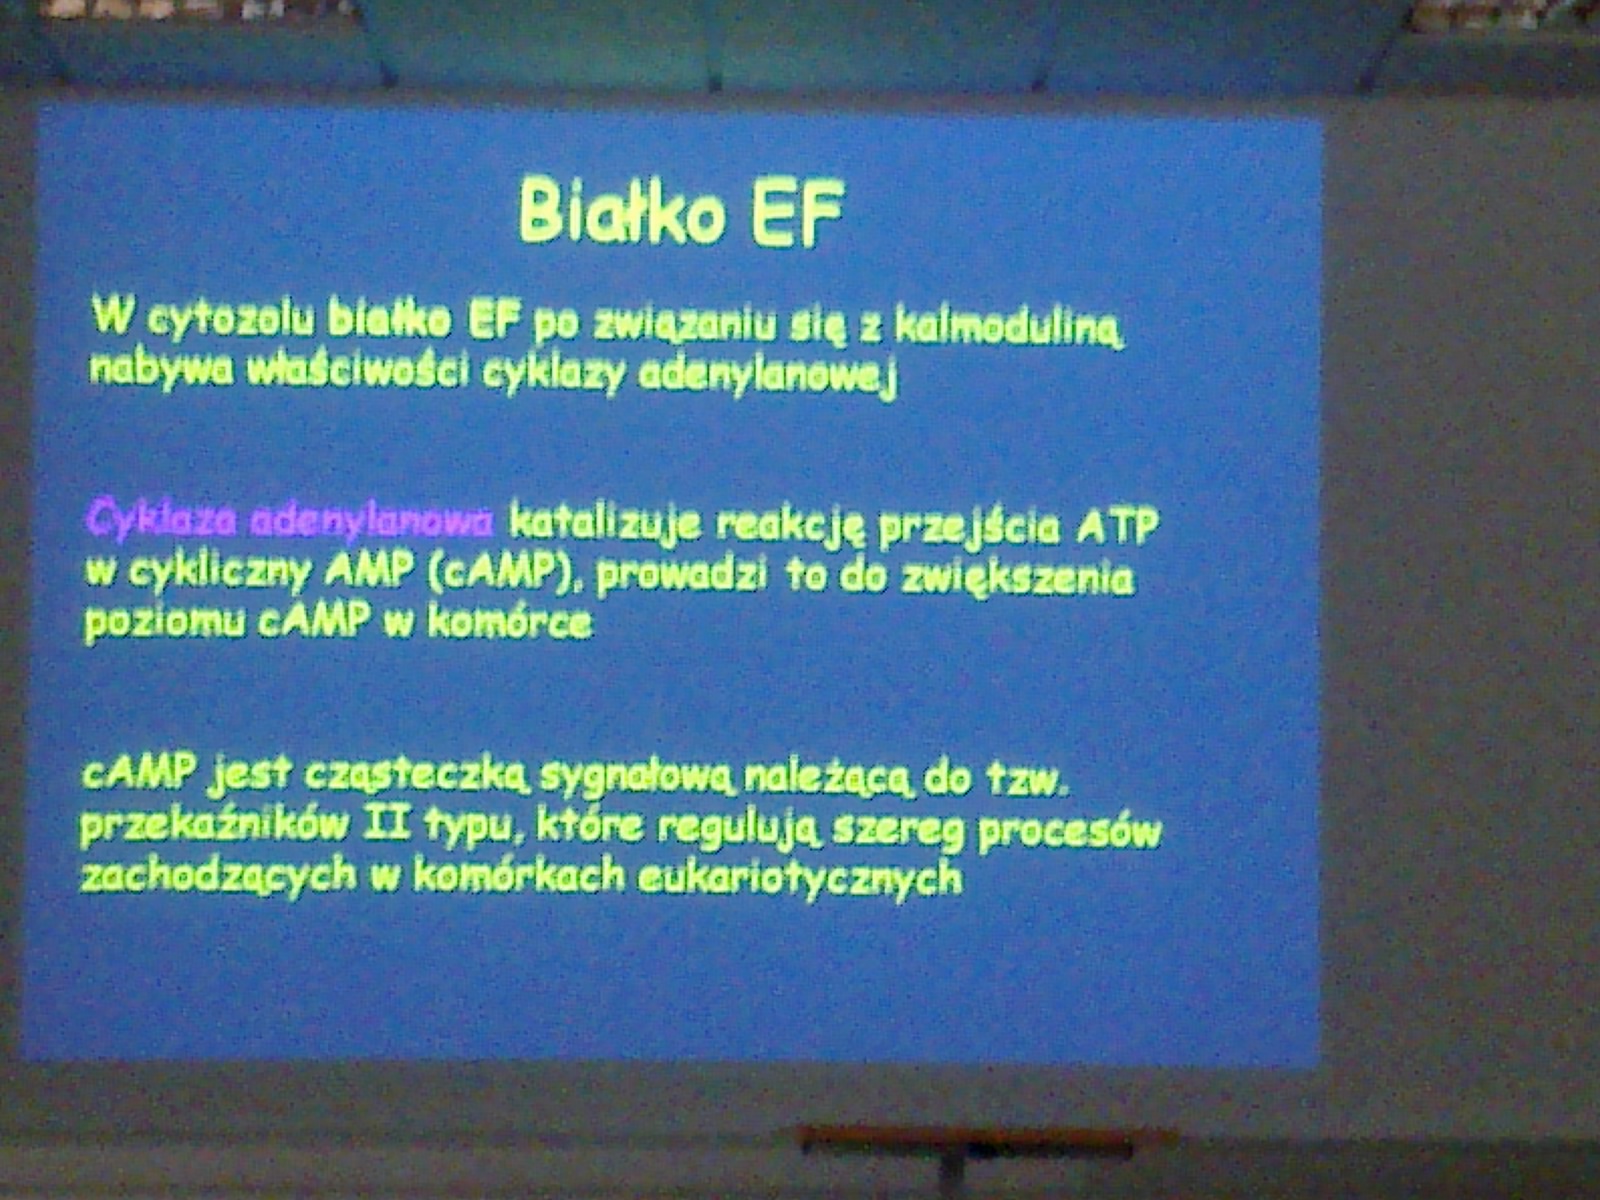 Białko EF
W cytozolu białko EF po związaniu się z kalmoduliną
nabywa właściwości cyklazy adenylanowej
Cyklaza adenylanowa katalizuje reakcję przejścia ATP
w cykliczny AMP (cAMP), prowadzi to do zwiększenia
poziomu cAMP w komórce
cAMP jest cząsteczką sygnałową należącą do tzw.
przekaźników II typu, które regulują szereg procesów
zachodzących w komórkach eukariotycznych